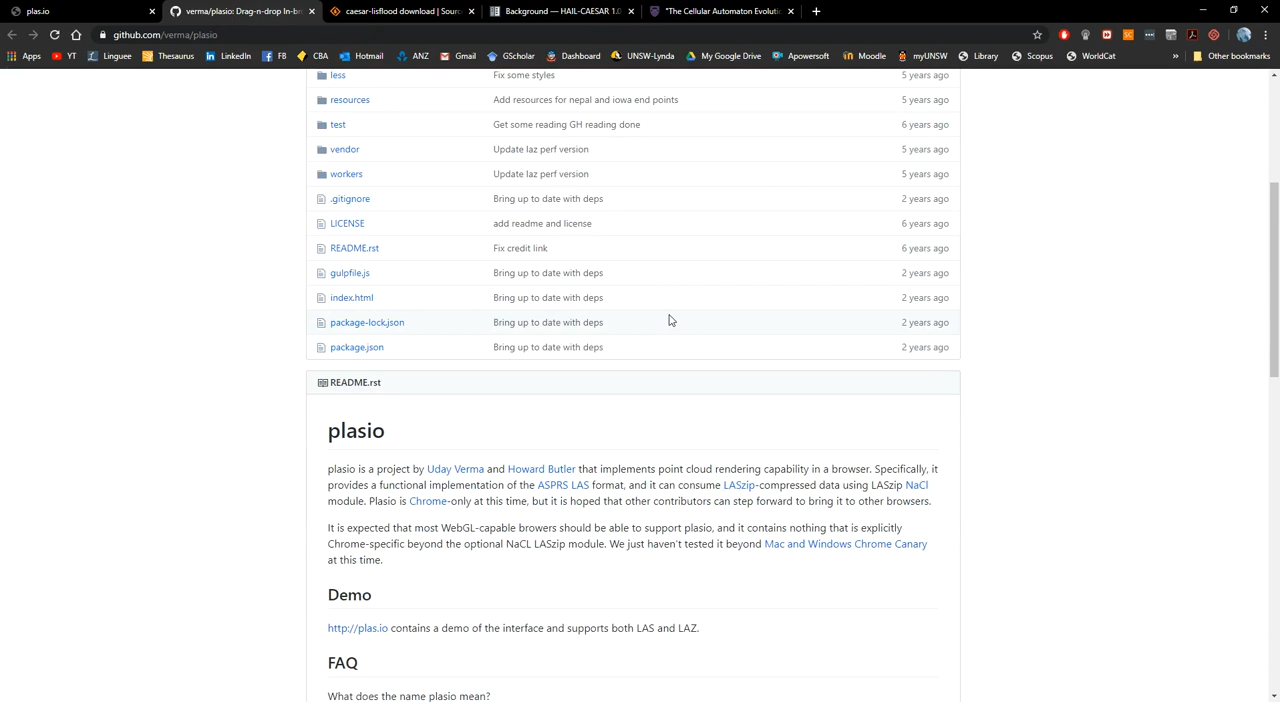 plas.io
verma/plasio: Drag-n-drop In-bro
caesar-lisflood download | Sourc
Background — HAIL-CAESAR 1.0
"The Cellular Automaton Evolutio
github.com/verma/plasio
Apps YT Linguee Thesaurus LinkedIn FB CBA Hotmail ANZ Gmail GScholar Dashboard UNSW-Lynda My Google Drive Apowersoft Moodle myUNSW Library Scopus WorldCat » Other bookmarks
less Fix some styles 5 years ago
resources Add resources for nepal and iowa end points 5 years ago
test Get some reading GH reading done 6 years ago
vendor Update laz perf version 5 years ago
workers Update laz perf version 5 years ago
.gitignore Bring up to date with deps 2 years ago
LICENSE add readme and license 6 years ago
README.rst Fix credit link 6 years ago
gulpfile.js Bring up to date with deps 2 years ago
index.html Bring up to date with deps 2 years ago
package-lock.json Bring up to date with deps 2 years ago
package.json Bring up to date with deps 2 years ago
README.rst
plasio
plasio is a project by Uday Verma and Howard Butler that implements point cloud rendering capability in a browser. Specifically, it
provides a functional implementation of the ASPRS LAS format, and it can consume LASzip-compressed data using LASzip NaCl
module. Plasio is Chrome-only at this time, but it is hoped that other contributors can step forward to bring it to other browsers.
It is expected that most WebGL-capable browers should be able to support plasio, and it contains nothing that is explicitly
Chrome-specific beyond the optional NaCL LASzip module. We just haven't tested it beyond Mac and Windows Chrome Canary
at this time.
Demo
http://plas.io contains a demo of the interface and supports both LAS and LAZ.
FAQ
What does the name plasio mean?